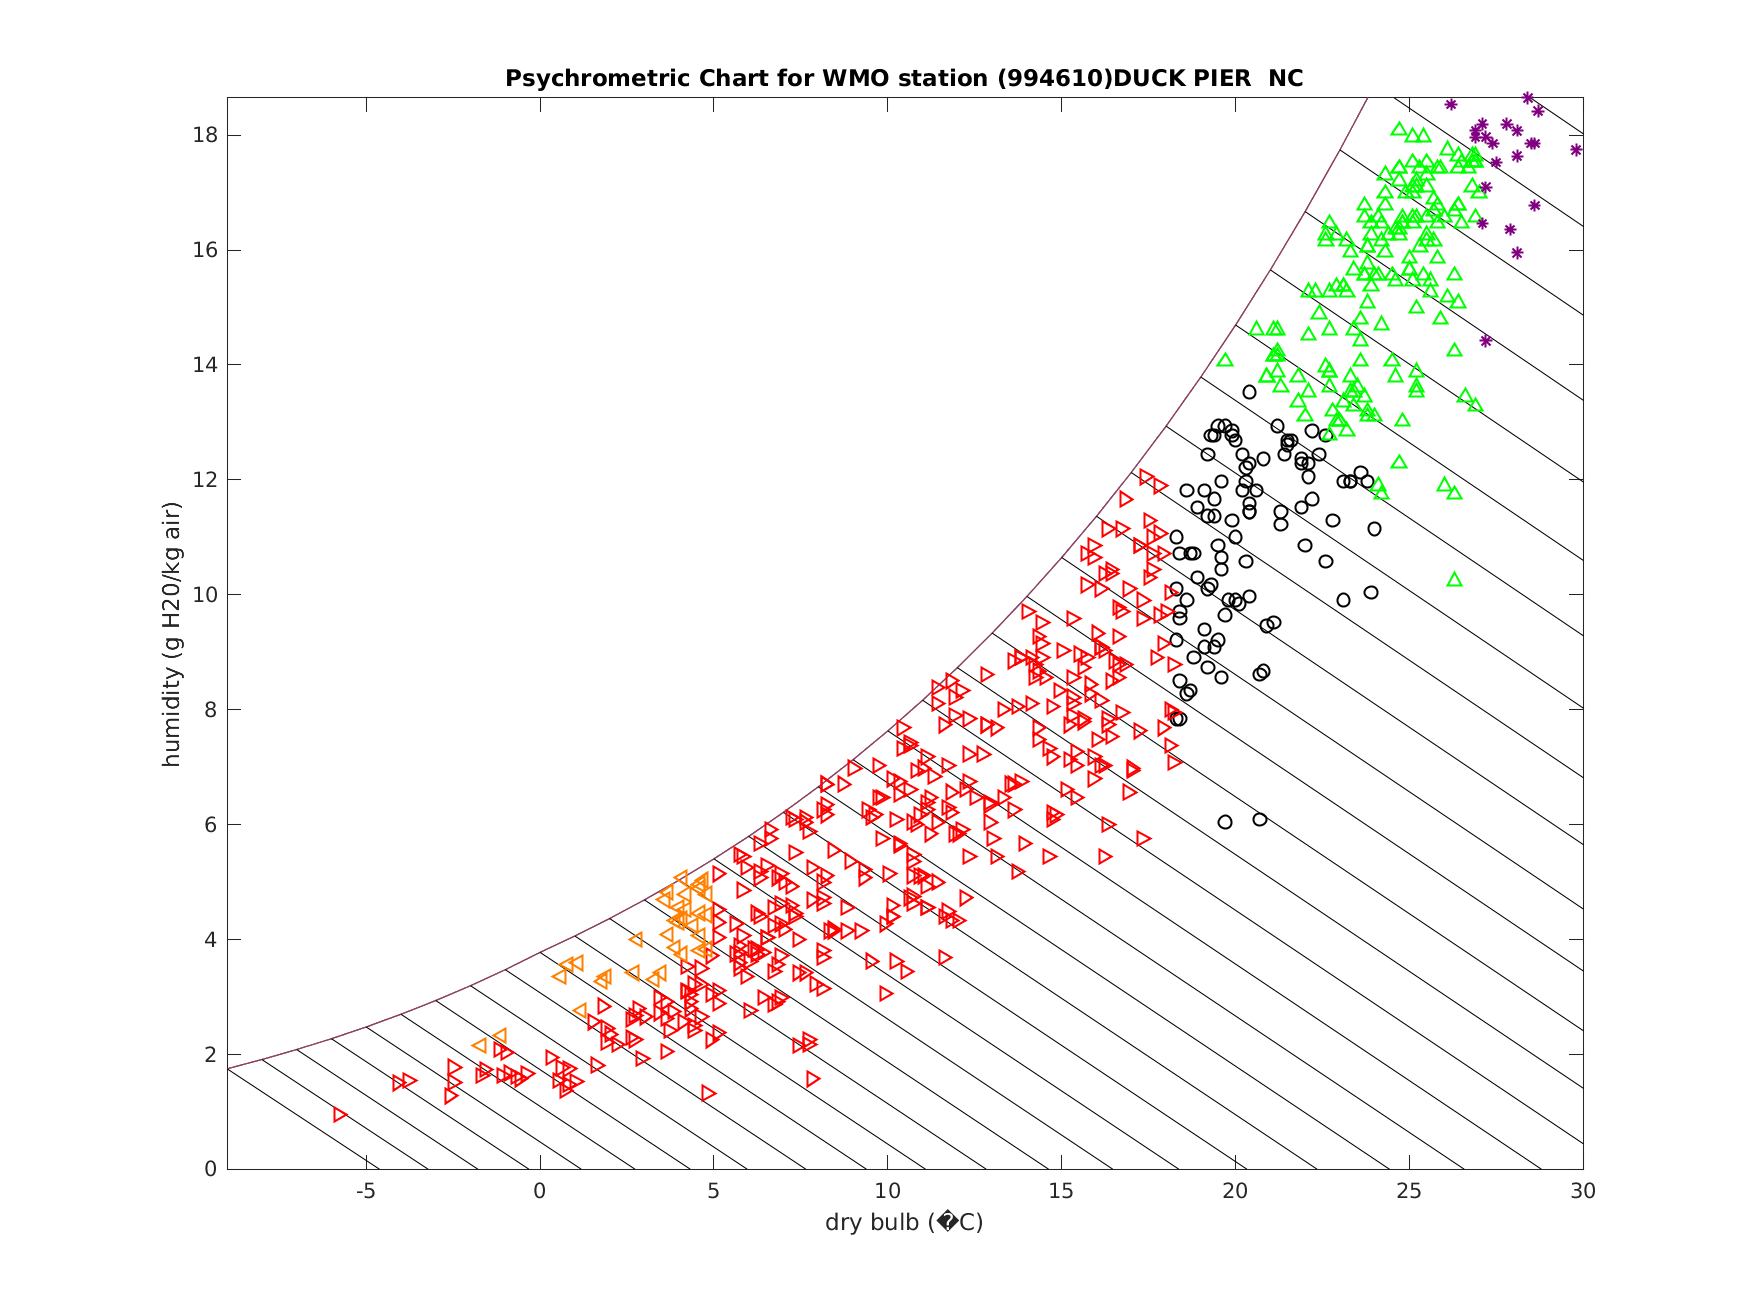 Psychrometric Chart for WMO station (994610)DUCK PIER  NC
humidity (g H20/kg air)
18
16
14
12
10
8
6
4
2
0
-5 0 5 10 15 20 25 30
dry bulb (�C)